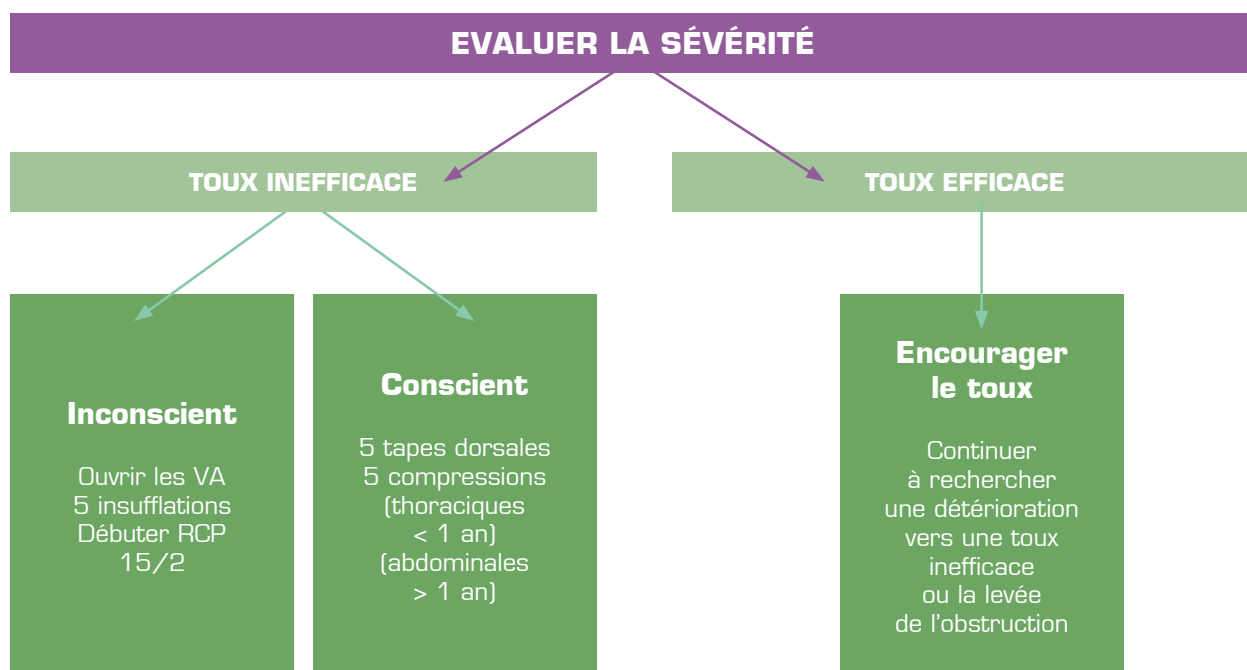 EVALUER LA SÉVÉRITÉ
TOUX INEFFICACE
TOUX EFFICACE
Inconscient
Ouvrir les VA
5 insufflations
Débuter RCP
15/2
Conscient
5 tapes dorsales
5 compressions
(thoraciques
< 1 an)
(abdominales
> 1 an)
Encourager
le toux
Continuer
à rechercher
une détérioration
vers une toux
inefficace
ou la levée
de l'obstruction